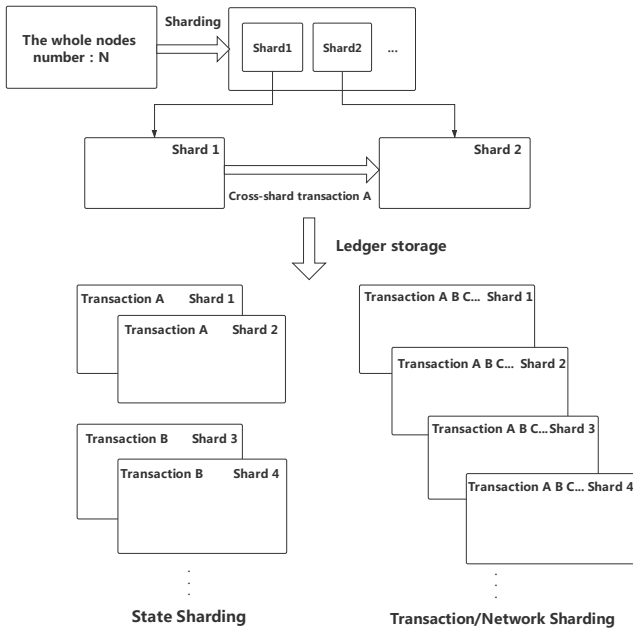 Sharding
The whole nodes
number : N
Shard1
Shard2
...
Shard 1
Shard 2
Cross-shard transaction A
Ledger storage
Transaction A Shard 1
Transaction A Shard 2
Transaction B Shard 3
Transaction B Shard 4
Transaction A B C... Shard 1
Transaction A B C... Shard 2
Transaction A B C... Shard 3
Transaction A B C... Shard 4
State Sharding
Transaction/Network Sharding